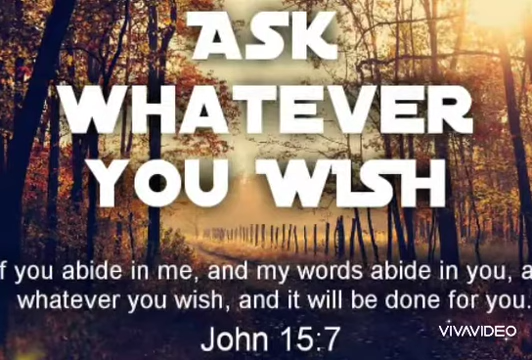 ASK
WHATEVER
YOU WISH
f you abide in me, and my words abide in you, a
whatever you wish, and it will be done for you.
John 15:7
VIVAVIDEO